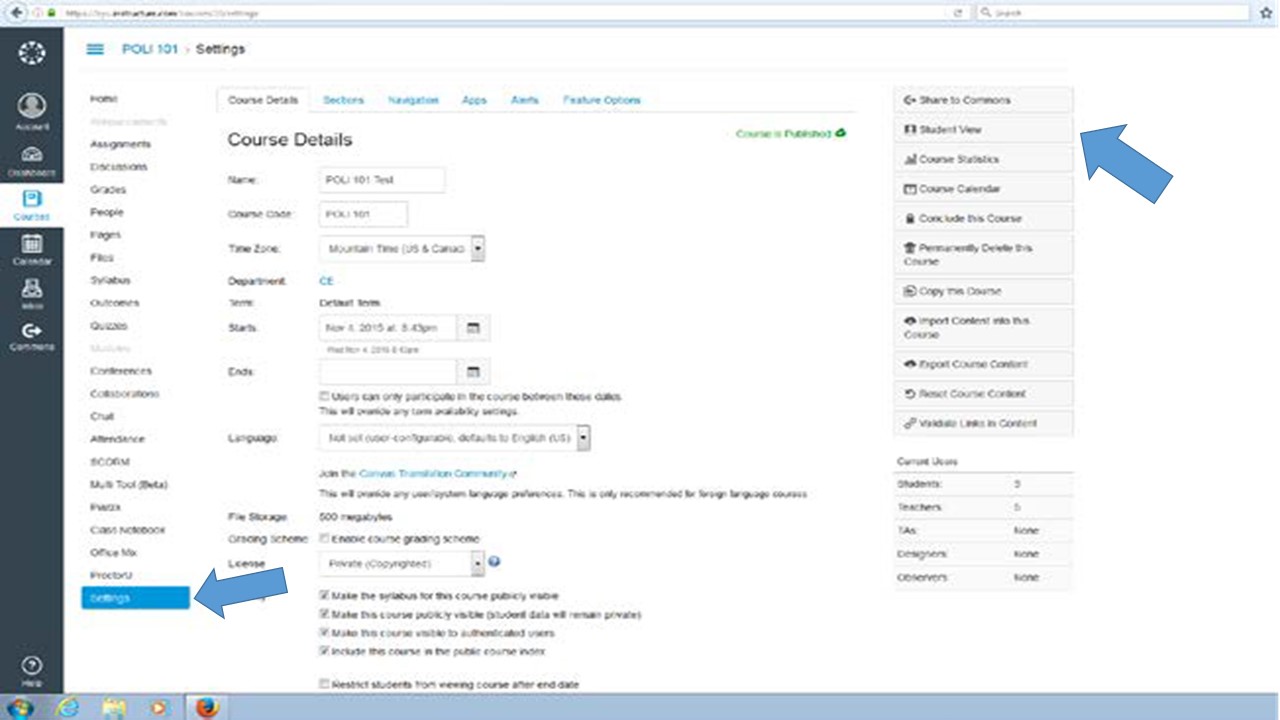 Search
POLI 101 > Settings
Account
Dashboard
Courses
Calendar
Inbox
Commons
Help
Home
Announcements
Assignments
Discussions
Grades
People
Pages
Files
Syllabus
Outcomes
Quizzes
Modules
Conferences
Collaborations
Chat
Attendance
SCORM
Multi Tool (Beta)
Piazza
Class Notebook
Office Mix
ProctorU
Settings
Course Details Sections Navigation Apps Alerts Feature Options
Course Details
Course is Published
Name: POLI 101 Test
Course Code: POLI 101
Time Zone: Mountain Time (US & Canad
Department: CE
Term: Default Term
Starts: Nov 4, 2015 at 8:43pm
Wed Nov 4, 2015 8:43pm
Ends:
Users can only participate in the course between these dates
This will override any term availability settings.
Language: Not set (user-configurable, defaults to English (US)
Join the Canvas Translation Community
This will override any user/system language preferences. This is only recommended for foreign language courses
File Storage: 500 megabytes
Grading Scheme: Enable course grading scheme
License: Private (Copyrighted)
Make the syllabus for this course publicly visible
Make this course publicly visible (student data will remain private)
Make this course visible to authenticated users
Include this course in the public course index
Restrict students from viewing course after end date
Share to Commons
Student View
Course Statistics
Course Calendar
Conclude this Course
Permanently Delete this
Course
Copy this Course
Import Content into this
Course
Export Course Content
Reset Course Content
Validate Links in Content
Current Users
Students: 3
Teachers: 5
TAs: None
Designers: None
Observers: None